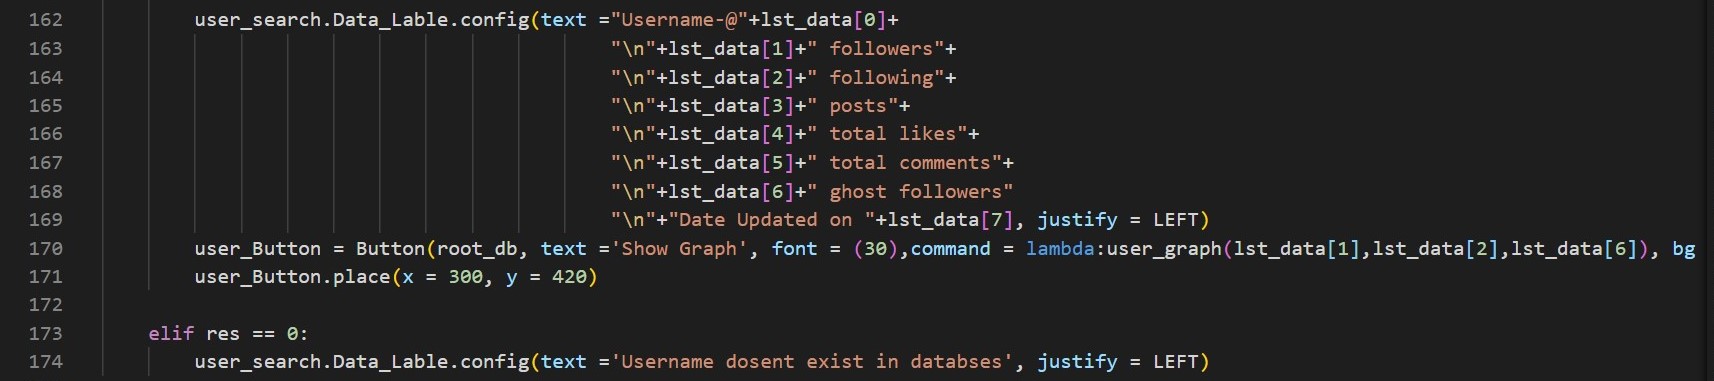 162 user_search.Data_Lable.config(text ="Username-@"+lst_data[0]+
163 "\n"+lst_data[1]+" followers"+
164 "\n"+lst_data[2]+" following"+
165 "\n"+lst_data[3]+" posts"+
166 "\n"+lst_data[4]+" total likes"+
167 "\n"+lst_data[5]+" total comments"+
168 "\n"+lst_data[6]+" ghost followers"
169 "\n"+"Date Updated on "+lst_data[7], justify = LEFT)
170 user_Button = Button(root_db, text ='Show Graph', font = (30),command = lambda:user_graph(lst_data[1],lst_data[2],lst_data[6]), bg
171 user_Button.place(x = 300, y = 420)
172
173 elif res == 0:
174 user_search.Data_Lable.config(text ='Username dosent exist in databses', justify = LEFT)